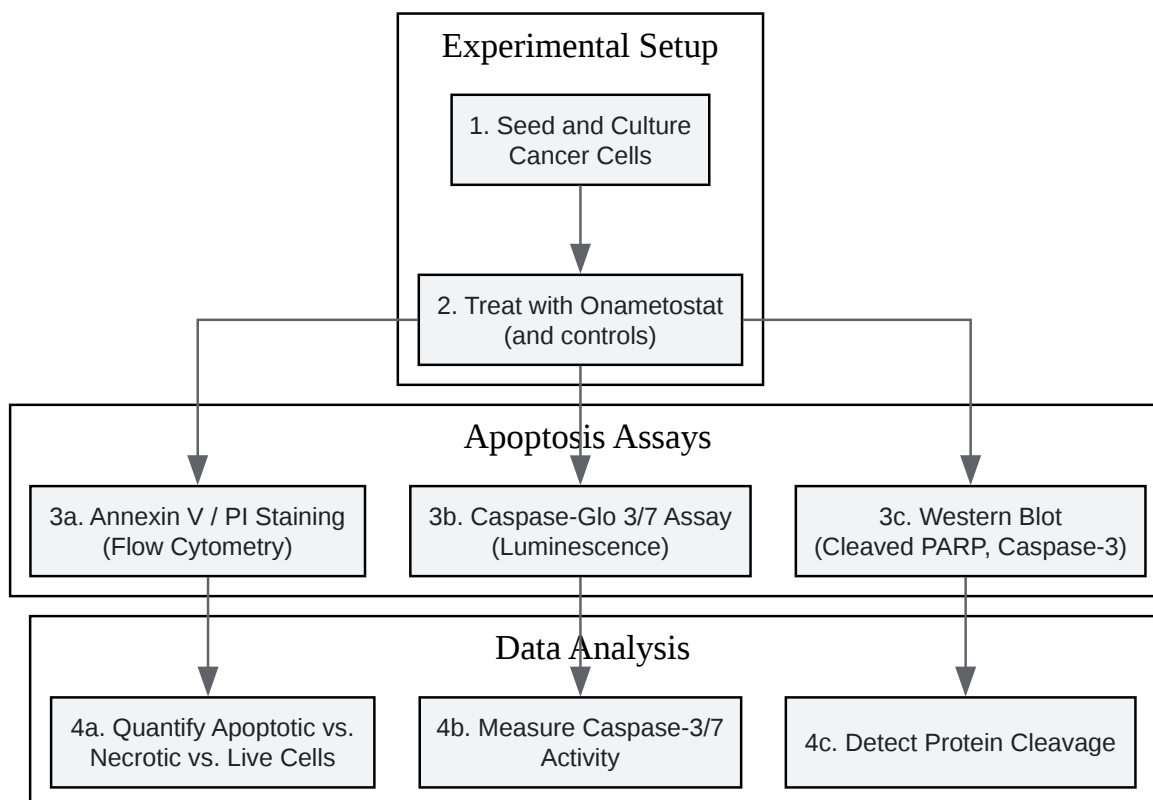 Experimental Setup
1. Seed and Culture
Cancer Cells
2. Treat with Onametostat
(and controls)
Apoptosis Assays
3a. Annexin V / PI Staining
(Flow Cytometry)
3b. Caspase-Glo 3/7 Assay
(Luminescence)
3c. Western Blot
(Cleaved PARP, Caspase-3)
Data Analysis
4a. Quantify Apoptotic vs.
Necrotic vs. Live Cells
4b. Measure Caspase-3/7
Activity
4c. Detect Protein Cleavage